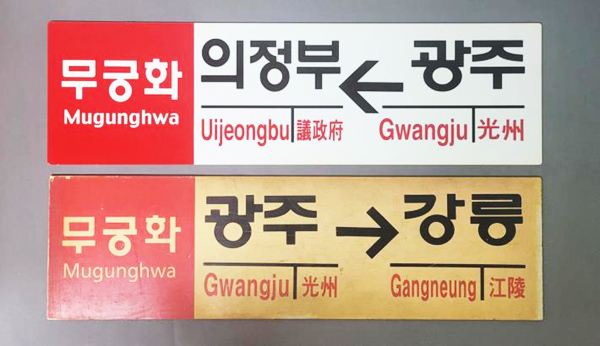 무궁화
Mugunghwa
의정부 ← 광주
Uijeongbu 議政府 Gwangju 光州
무궁화
Mugunghwa
광주 → 강릉
Gwangju 光州 Gangneung 江陵